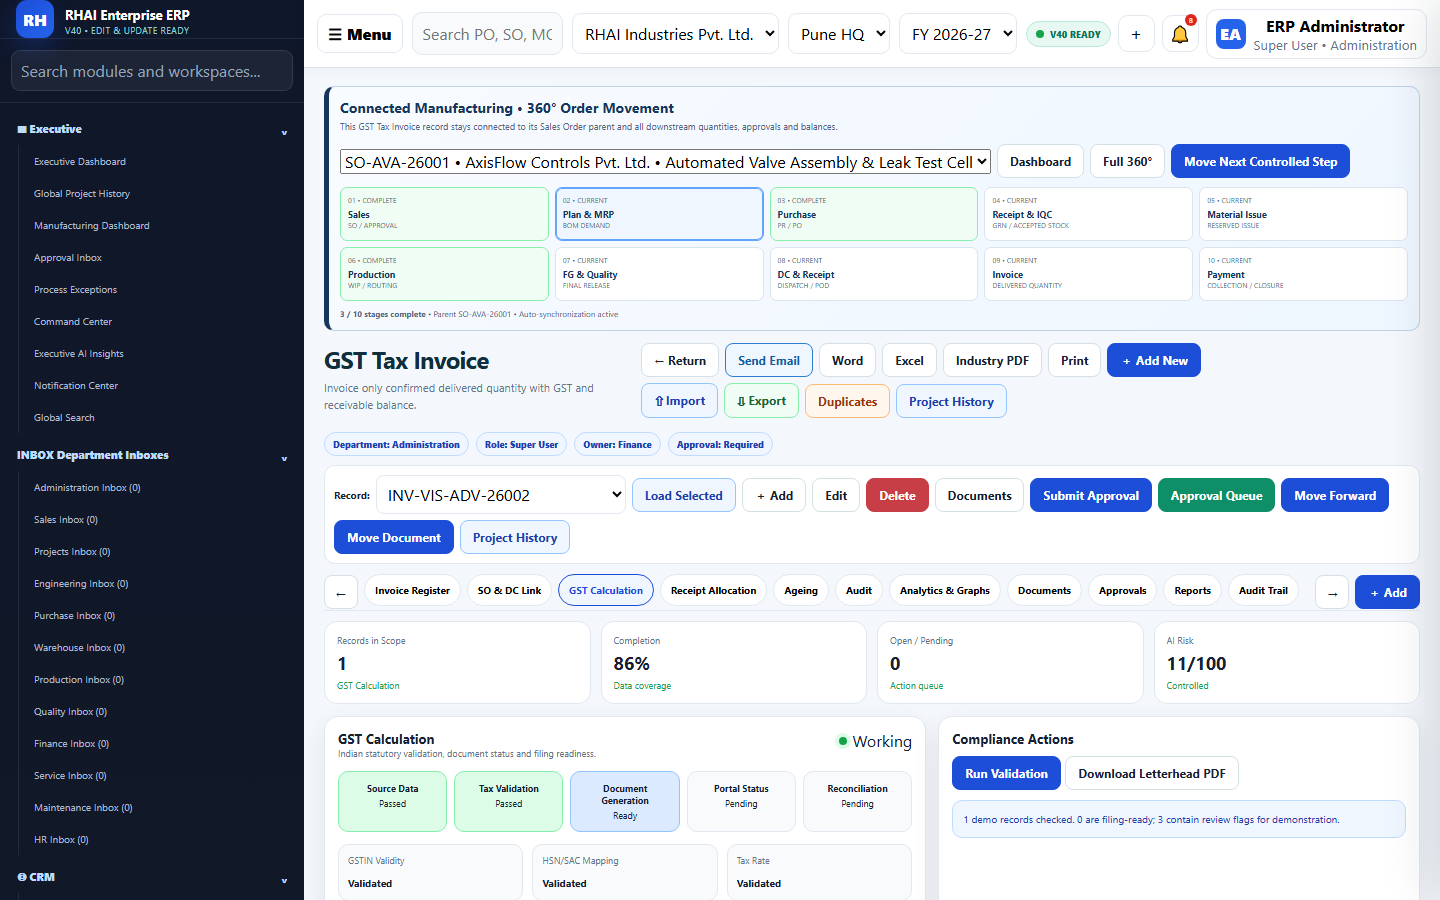 RH
RHAI Enterprise ERP
V40 • EDIT & UPDATE READY
Search modules and workspaces...
Executive
Executive Dashboard
Global Project History
Manufacturing Dashboard
Approval Inbox
Process Exceptions
Command Center
Executive AI Insights
Notification Center
Global Search
INBOX Department Inboxes
Administration Inbox (0)
Sales Inbox (0)
Projects Inbox (0)
Engineering Inbox (0)
Purchase Inbox (0)
Warehouse Inbox (0)
Production Inbox (0)
Quality Inbox (0)
Finance Inbox (0)
Service Inbox (0)
Maintenance Inbox (0)
HR Inbox (0)
CRM
☰ Menu
Search PO, SO, MC
RHAI Industries Pvt. Ltd.
Pune HQ
FY 2026-27
V40 READY
+
8
EA
ERP Administrator
Super User • Administration
Connected Manufacturing • 360° Order Movement
This GST Tax Invoice record stays connected to its Sales Order parent and all downstream quantities, approvals and balances.
SO-AVA-26001 • AxisFlow Controls Pvt. Ltd. • Automated Valve Assembly & Leak Test Cell
Dashboard
Full 360°
Move Next Controlled Step
01 • COMPLETE
Sales
SO / APPROVAL
02 • CURRENT
Plan & MRP
BOM DEMAND
03 • COMPLETE
Purchase
PR / PO
04 • CURRENT
Receipt & IQC
GRN / ACCEPTED STOCK
05 • CURRENT
Material Issue
RESERVED ISSUE
06 • COMPLETE
Production
WIP / ROUTING
07 • CURRENT
FG & Quality
FINAL RELEASE
08 • CURRENT
DC & Receipt
DISPATCH / POD
09 • CURRENT
Invoice
DELIVERED QUANTITY
10 • CURRENT
Payment
COLLECTION / CLOSURE
3 / 10 stages complete • Parent SO-AVA-26001 • Auto-synchronization active
GST Tax Invoice
Invoice only confirmed delivered quantity with GST and
receivable balance.
← Return
Send Email
Word
Excel
Industry PDF
Print
+ Add New
⇧ Import
⇩ Export
Duplicates
Project History
Department: Administration
Role: Super User
Owner: Finance
Approval: Required
Record:
INV-VIS-ADV-26002
Load Selected
+ Add
Edit
Delete
Documents
Submit Approval
Approval Queue
Move Forward
Move Document
Project History
←
Invoice Register
SO & DC Link
GST Calculation
Receipt Allocation
Ageing
Audit
Analytics & Graphs
Documents
Approvals
Reports
Audit Trail
→
+ Add
Records in Scope
1
GST Calculation
Completion
86%
Data coverage
Open / Pending
0
Action queue
AI Risk
11/100
Controlled
GST Calculation
Indian statutory validation, document status and filing readiness.
Working
Source Data
Passed
Tax Validation
Passed
Document
Generation
Ready
Portal Status
Pending
Reconciliation
Pending
GSTIN Validity
Validated
HSN/SAC Mapping
Validated
Tax Rate
Validated
Compliance Actions
Run Validation
Download Letterhead PDF
1 demo records checked. 0 are filing-ready; 3 contain review flags for demonstration.